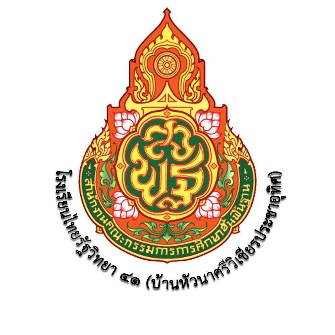 สำนักงานคณะกรรมการการศึกษาขั้นพื้นฐาน
โรงเรียนไทยรัฐวิทยา ๔๑ (บ้านหัวนาศรีวิเชียรประชาอุทิศ)